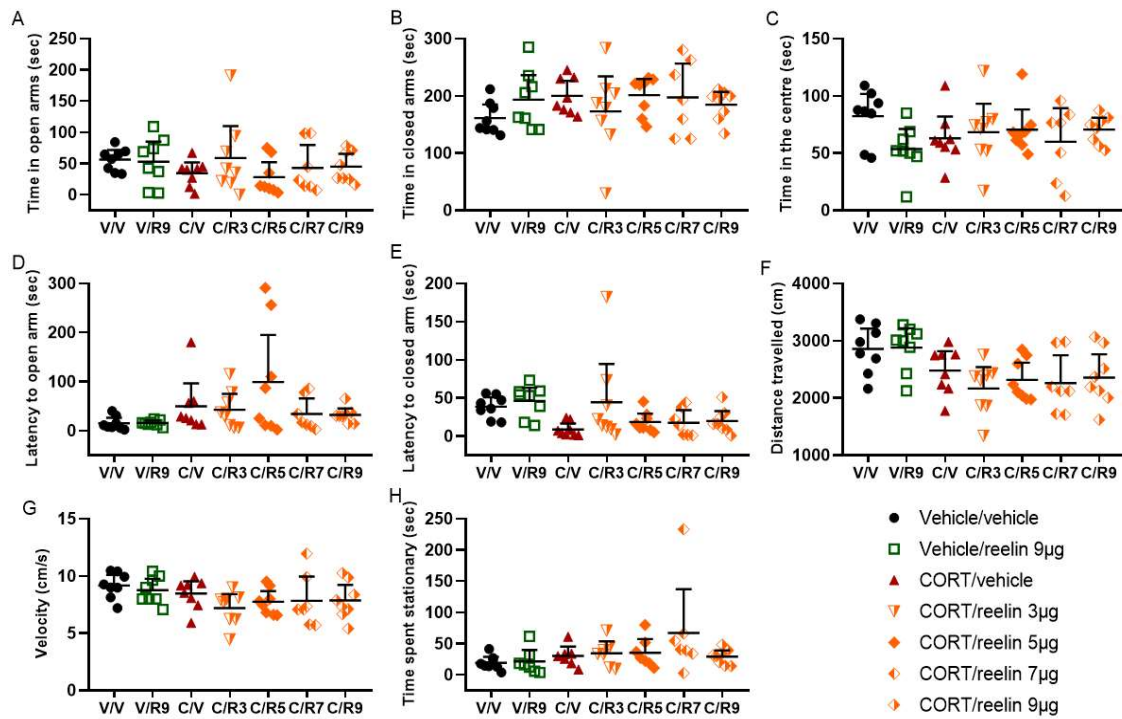 A
Time in open arms (sec)
250
200
150
100
50
0
V/V V/R9 C/V C/R3 C/R5 C/R7 C/R9
B
Time in closed arms (sec)
300
200
100
0
V/V V/R9 C/V C/R3 C/R5 C/R7 C/R9
C
Time in the centre (sec)
150
100
50
0
V/V V/R9 C/V C/R3 C/R5 C/R7 C/R9
D
Latency to open arm (sec)
300
200
100
0
V/V V/R9 C/V C/R3 C/R5 C/R7 C/R9
E
Latency to closed arm (sec)
200
150
100
50
0
V/V V/R9 C/V C/R3 C/R5 C/R7 C/R9
F
Distance travelled (cm)
4000
3000
2000
1000
V/V V/R9 C/V C/R3 C/R5 C/R7 C/R9
G
Velocity (cm/s)
15
10
5
0
V/V V/R9 C/V C/R3 C/R5 C/R7 C/R9
H
Time spent stationary (sec)
250
200
150
100
50
0
V/V V/R9 C/V C/R3 C/R5 C/R7 C/R9
Vehicle/vehicle
Vehicle/reelin 9µg
CORT/vehicle
CORT/reelin 3µg
CORT/reelin 5µg
CORT/reelin 7µg
CORT/reelin 9µg